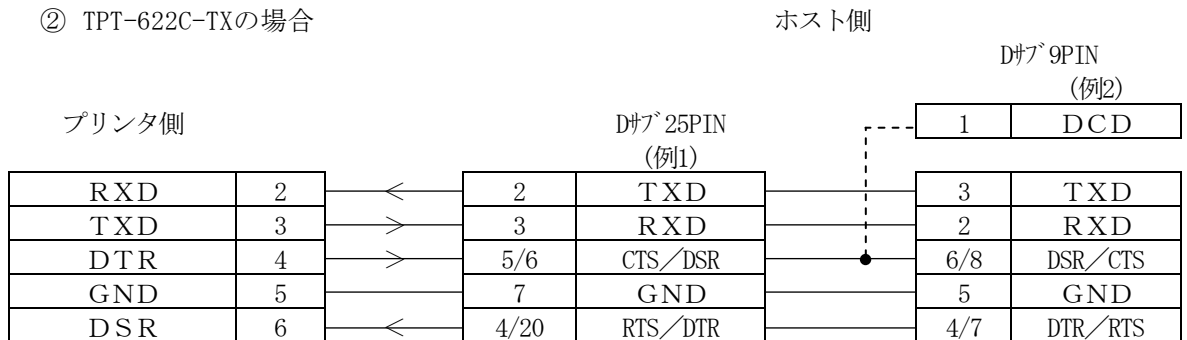 ② TPT-622C-TXの場合 ホスト側
Dｻﾌﾞ9PIN
(例2)
プリンタ側 Dｻﾌﾞ25PIN 1 DCD
(例1)
RXD 2 2 TXD 3 TXD
TXD 3 3 RXD 2 RXD
DTR 4 5/6 CTS／DSR 6/8 DSR／CTS
GND 5 7 GND 5 GND
DSR 6 4/20 RTS／DTR 4/7 DTR／RTS